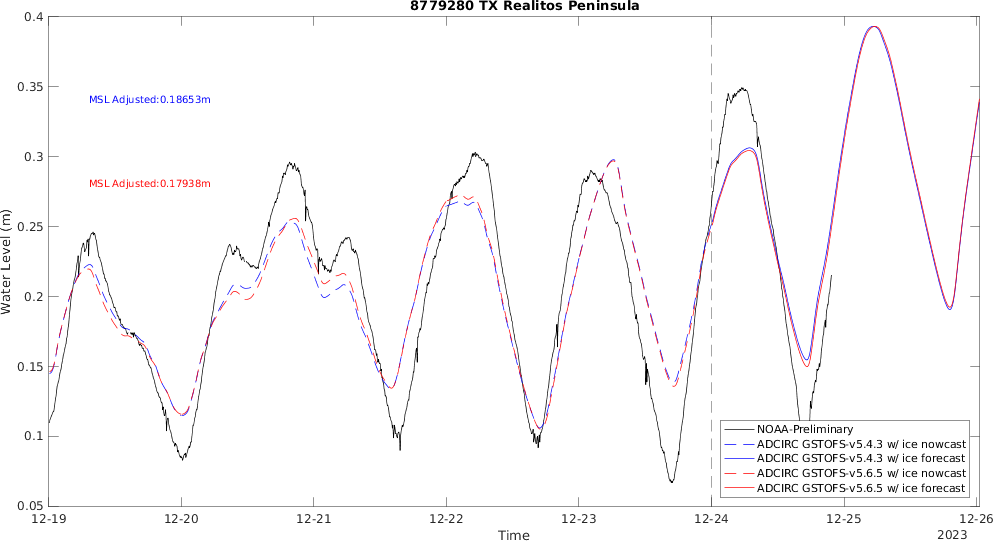 8779280 TX Realitos Peninsula
0.4
0.35
0.3
0.25
0.2
0.15
0.1
0.05
Water Level (m)
MSL Adjusted:0.18653m
MSL Adjusted:0.17938m
NOAA-Preliminary
ADCIRC GSTOFS-v5.4.3 w/ ice nowcast
ADCIRC GSTOFS-v5.4.3 w/ ice forecast
ADCIRC GSTOFS-v5.6.5 w/ ice nowcast
ADCIRC GSTOFS-v5.6.5 w/ ice forecast
12-19 12-20 12-21 12-22 12-23 12-24 12-25 12-26
Time
2023